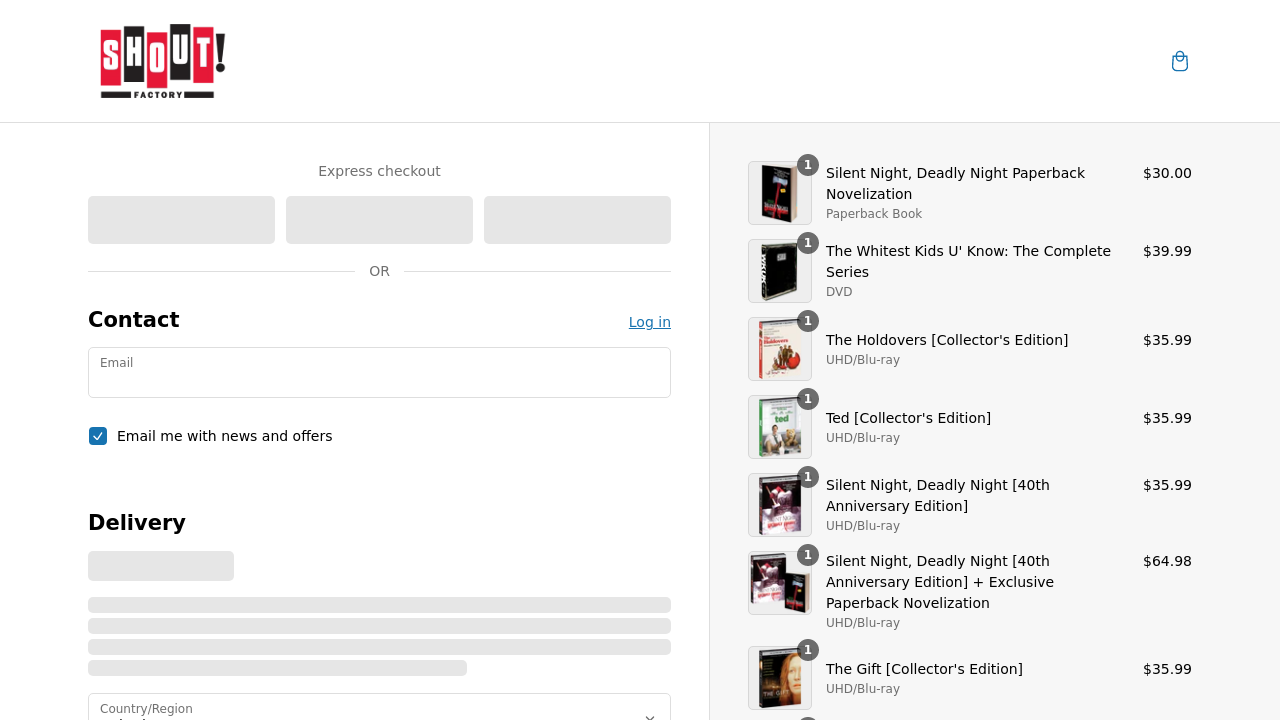 SHOUT!
FACTORY
Express checkout
OR
Contact
Log in
Email
Email me with news and offers
Delivery
Country/Region
1
Silent Night, Deadly Night Paperback
Novelization
Paperback Book
$30.00
1
The Whitest Kids U' Know: The Complete
Series
DVD
$39.99
1
The Holdovers [Collector's Edition]
UHD/Blu-ray
$35.99
1
ted
Ted [Collector's Edition]
UHD/Blu-ray
$35.99
1
Silent Night, Deadly Night [40th
Anniversary Edition]
UHD/Blu-ray
$35.99
1
Silent Night, Deadly Night [40th
Anniversary Edition] + Exclusive
Paperback Novelization
UHD/Blu-ray
$64.98
1
THE GIFT
The Gift [Collector's Edition]
UHD/Blu-ray
$35.99